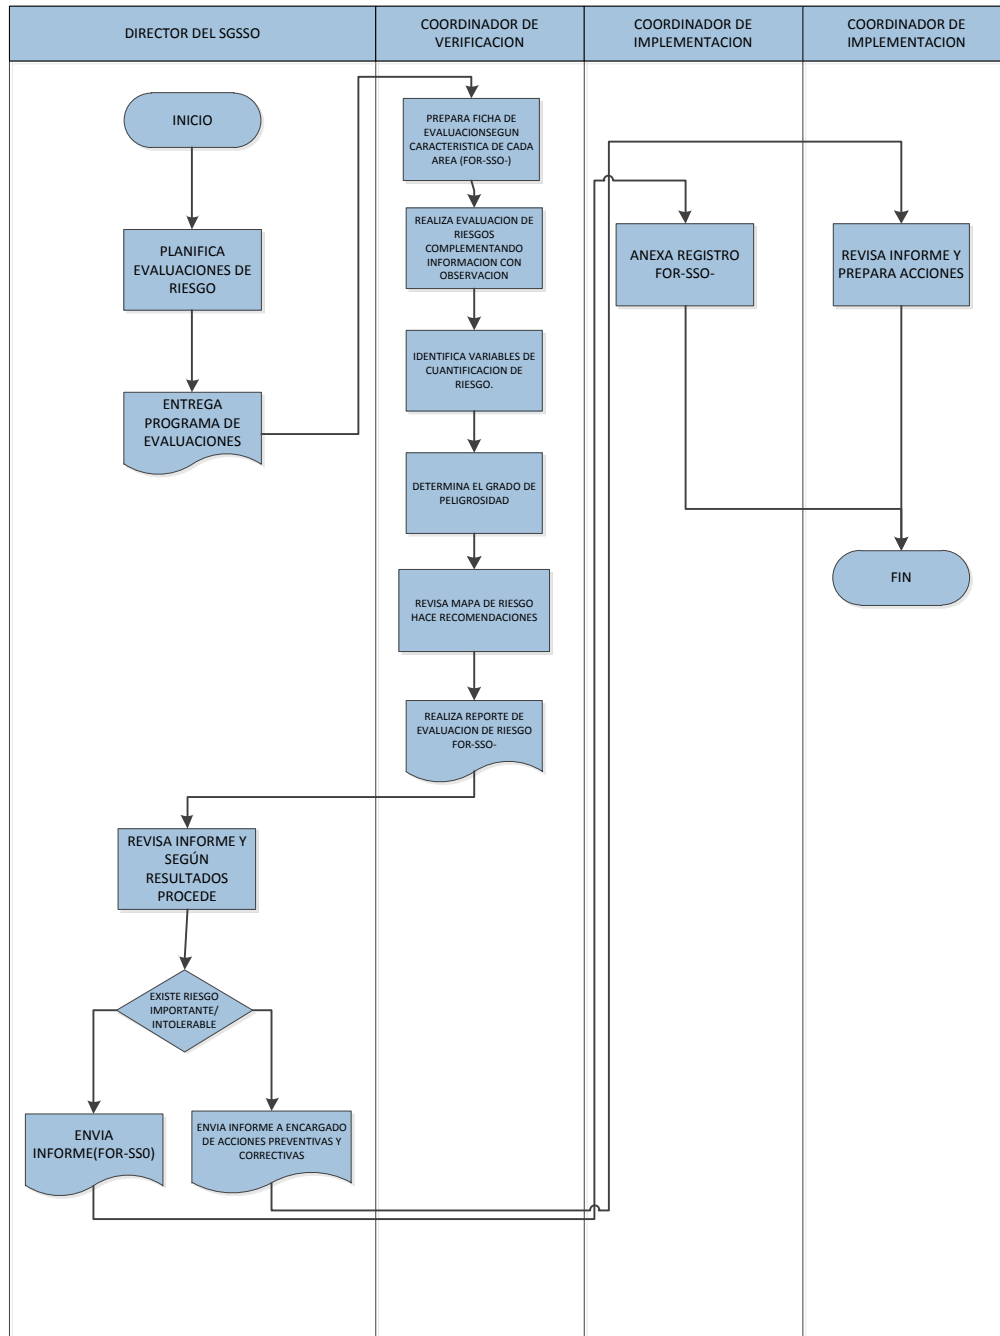 DIRECTOR DEL SGSSO
COORDINADOR DE
VERIFICACION
COORDINADOR DE
IMPLEMENTACION
COORDINADOR DE
IMPLEMENTACION
INICIO
PLANIFICA
EVALUACIONES DE
RIESGO
ENTREGA
PROGRAMA DE
EVALUACIONES
PREPARA FICHA DE
EVALUACIONSEGUN
CARACTERISTICA DE CADA
AREA (FOR-SSO-)
REALIZA EVALUACION DE
RIESGOS
COMPLEMENTANDO
INFORMACION CON
OBSERVACION
IDENTIFICA VARIABLES DE
CUANTIFICACION DE
RIESGO.
DETERMINA EL GRADO DE
PELIGROSIDAD
REVISA MAPA DE RIESGO
HACE RECOMENDACIONES
REALIZA REPORTE DE
EVALUACION DE RIESGO
FOR-SSO-
REVISA INFORME Y
SEGÚN
RESULTADOS
PROCEDE
EXISTE RIESGO
IMPORTANTE/
INTOLERABLE
ENVIA
INFORME(FOR-SS0)
ENVIA INFORME A ENCARGADO
DE ACCIONES PREVENTIVAS Y
CORRECTIVAS
ANEXA REGISTRO
FOR-SSO-
REVISA INFORME Y
PREPARA ACCIONES
FIN